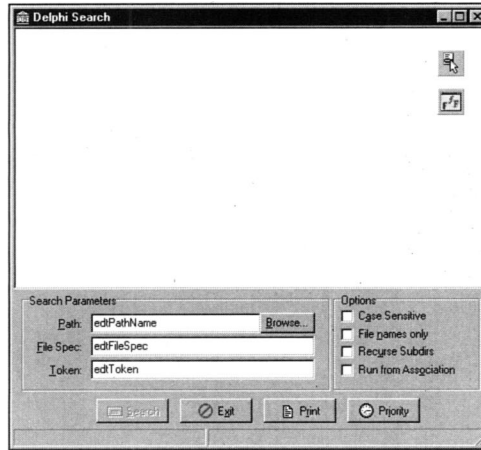 Delphi Search
Search Parameters
Path: edtPathName Browse...
File Spec: edtFileSpec
Token: edtToken
Options
Case Sensitive
File names only
Recurse Subdirs
Run from Association
Search Exit Print Priority